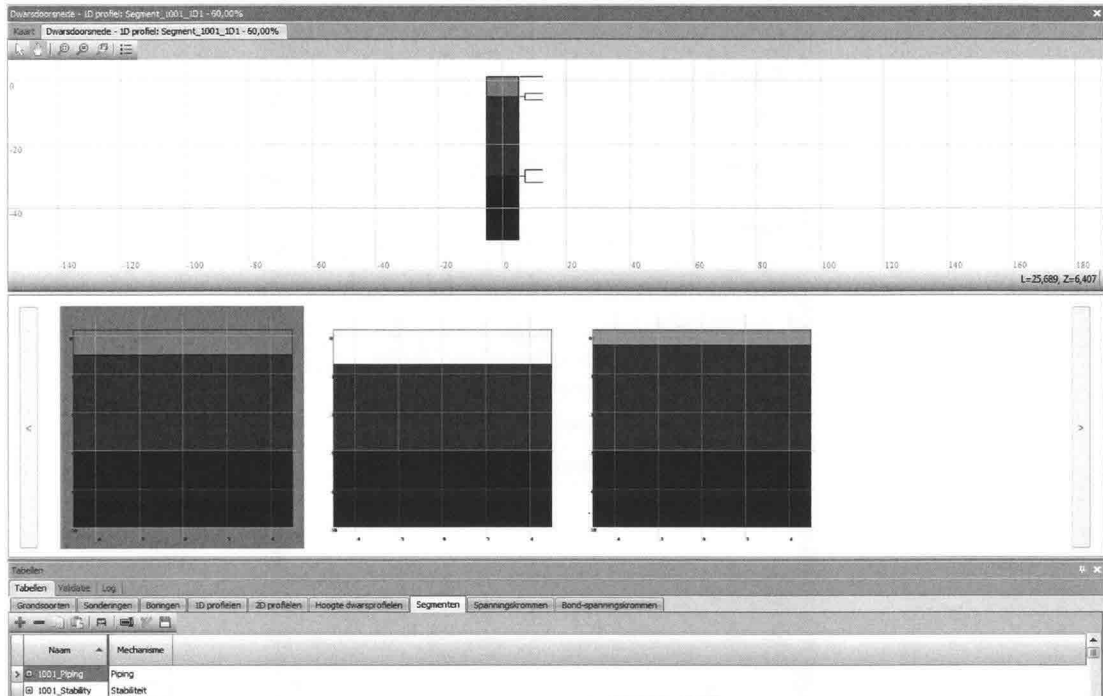 Dwarsdoorsnede - 1D profiel: Segment_1001_1D1 - 60,00%
Kaart Dwarsdoorsnede - 1D profiel: Segment_1001_1D1 - 60,00%
0
-20
-40
-140 -120 -100 -80 -60 -40 -20 0 20 40 60 80 100 120 140 160 180
L=25,689, Z=6,407
< >
Tabellen
Tabellen Validatie Log
Grondsoorten Sonderingen Boringen 1D profielen 2D profielen Hoogte dwarsprofielen Segmenten Spanningskrommen Bond-spanningskrommen
Naam Mechanisme
1001_Piping Piping
1001_Stability Stabiliteit